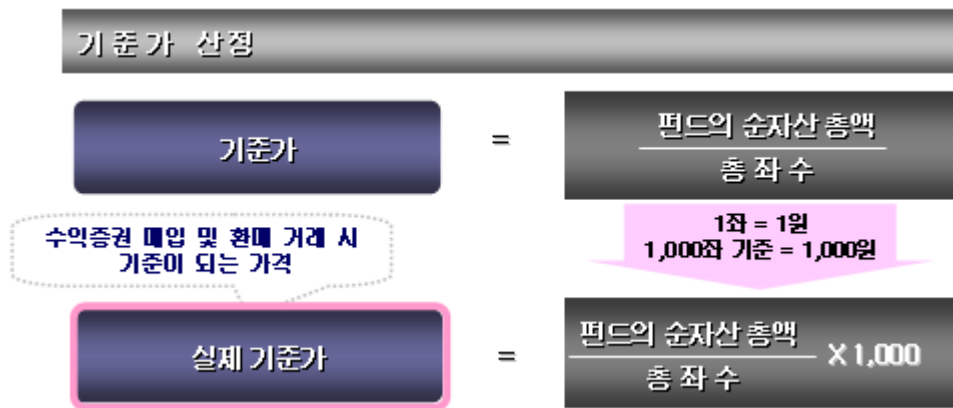 기준가 산정
기준가
=
펀드의 순자산 총액
총 좌 수
수익증권 매입 및 환매 거래 시
기준이 되는 가격
1좌 = 1원
1,000좌 기준 = 1,000원
실제 기준가
=
펀드의 순자산 총액
총 좌 수
X 1,000